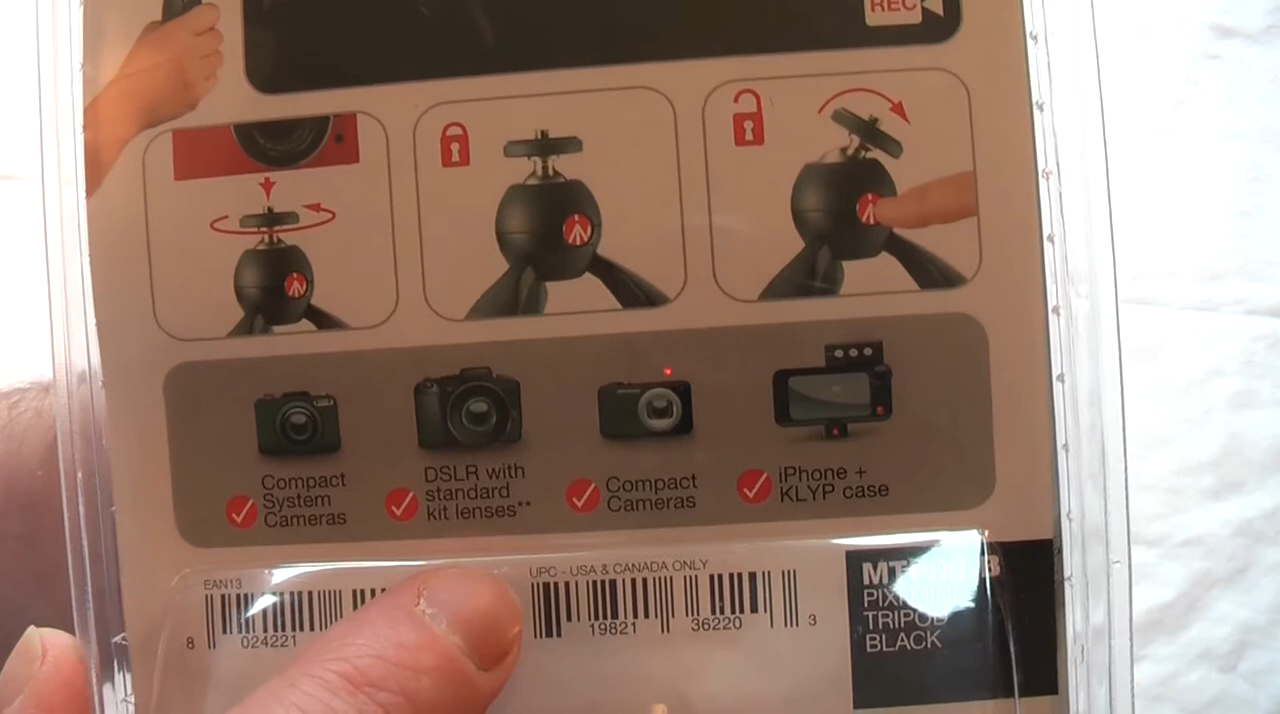 REC
Compact
System
Cameras
DSLR with
standard
kit lenses**
Compact
Cameras
iPhone +
KLYP case
EAN13
8 024221
UPC - USA & CANADA ONLY
19821 36220 3
TRIPOD
BLACK